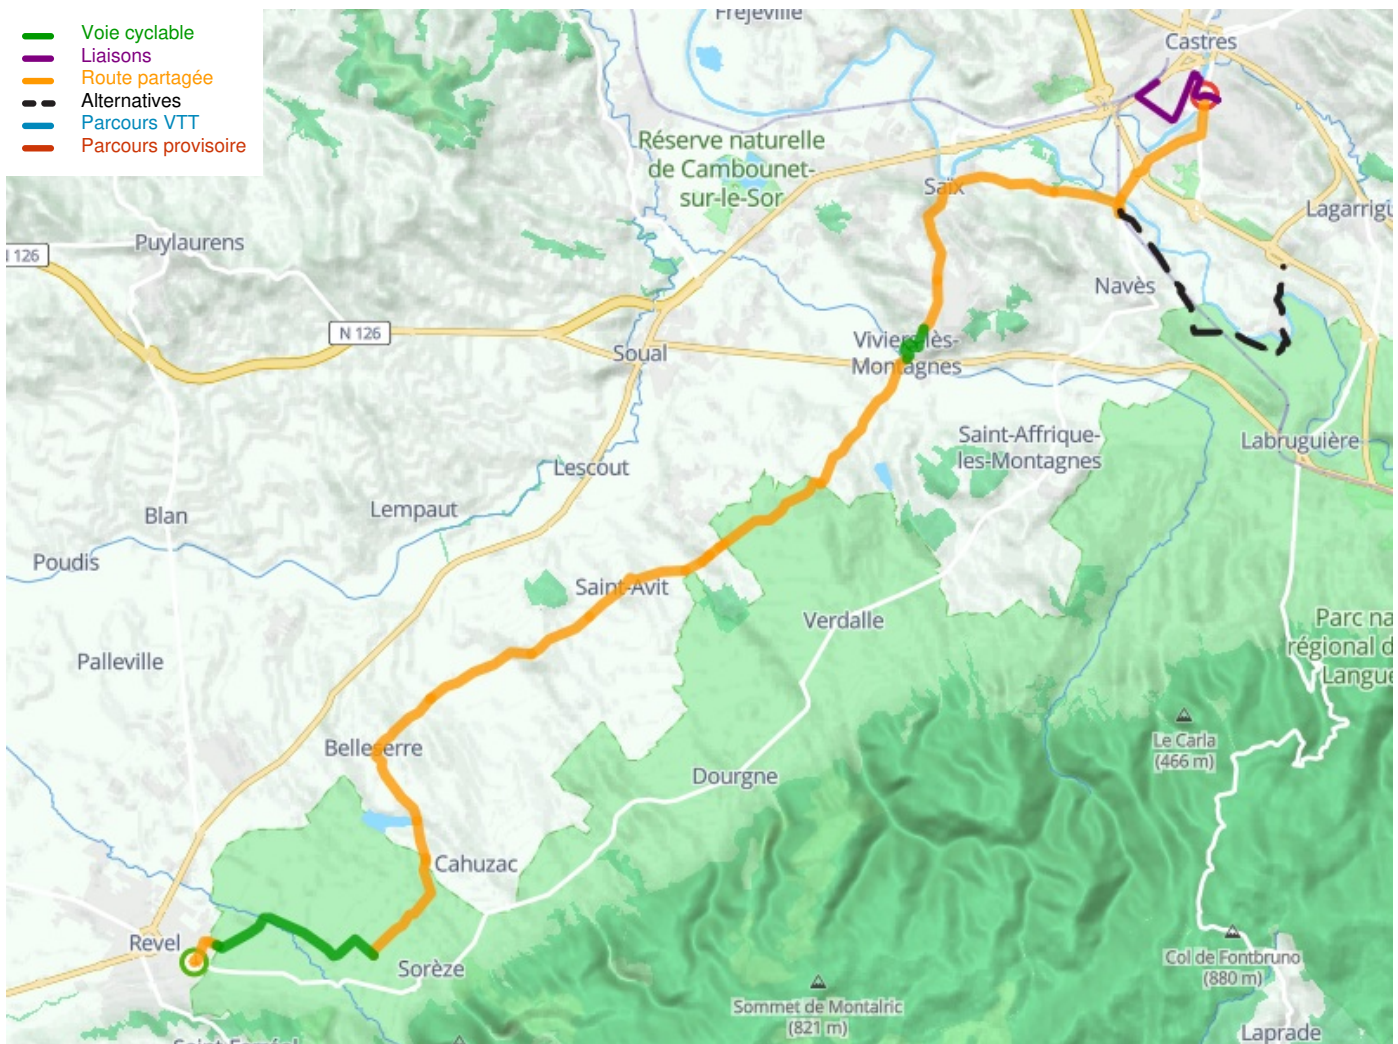 Voie cyclable
Liaisons
Route partagée
Alternatives
Parcours VTT
Parcours provisoire
Fréjeville
Castres
Réserve naturelle
de Cambounet-
sur-le-Sor
Saïx
Lagarrigu
Puylaurens
126
Navès
N 126
Viviers-lès-
Montagnes
Soual
Saint-Affrique-
les-Montagnes
Labruguière
Lescout
Lempaut
Blan
Poudis
Saint-Avit
Verdalle
Parc na
régional d
Langue
Palleville
Belleserre
Le Carla
(466 m)
Dourgne
Cahuzac
Revel
Sorèze
Col de Fontbruno
(880 m)
Sommet de Montalric
(821 m)
Laprade